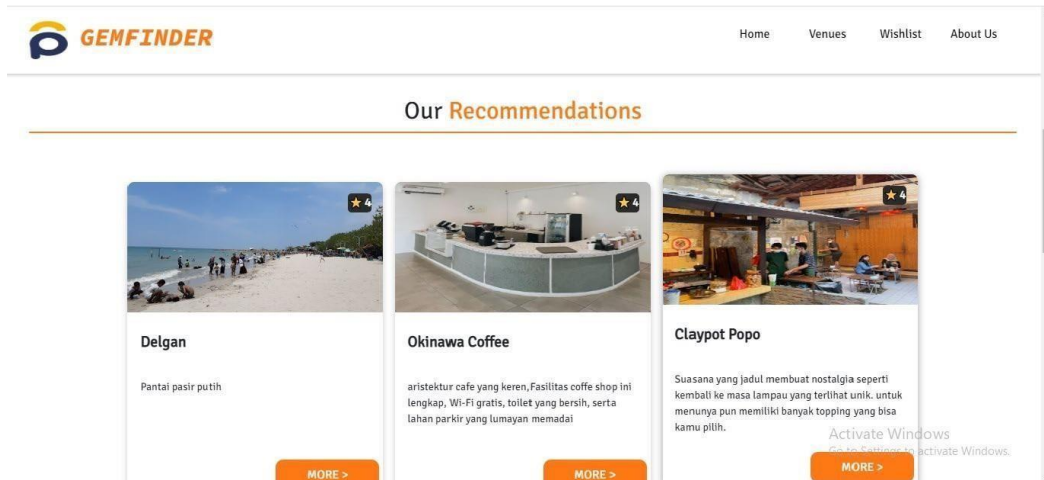 GEMFINDER
Home Venues Wishlist About Us
Our Recommendations
4
4
4
Delgan
Pantai pasir putih
MORE >
Okinawa Coffee
aristektur cafe yang keren,Fasilitas coffe shop ini
lengkap, Wi-Fi gratis, toilet yang bersih, serta
lahan parkir yang lumayan memadai
MORE >
Claypot Popo
Suasana yang jadul membuat nostalgia seperti
kembali ke masa lampau yang terlihat unik. untuk
menunya pun memiliki banyak topping yang bisa
kamu pilih.
MORE >
Activate Windows
Go to Settings to activate Windows.